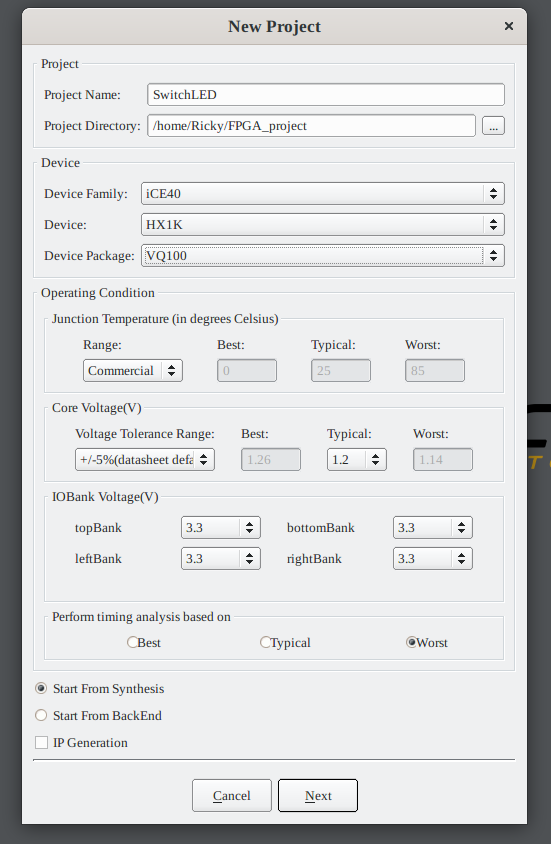 New Project
Project
Project Name: SwitchLED
Project Directory: /home/Ricky/FPGA_project ...
Device
Device Family: iCE40
Device: HX1K
Device Package: VQ100
Operating Condition
Junction Temperature (in degrees Celsius)
Range: Best: Typical: Worst:
Commercial 0 25 85
Core Voltage(V)
Voltage Tolerance Range: Best: Typical: Worst:
+/-5%(datasheet defa 1.26 1.2 1.14
IOBank Voltage(V)
topBank 3.3 bottomBank 3.3
leftBank 3.3 rightBank 3.3
Perform timing analysis based on
Best Typical Worst
Start From Synthesis
Start From BackEnd
IP Generation
Cancel Next